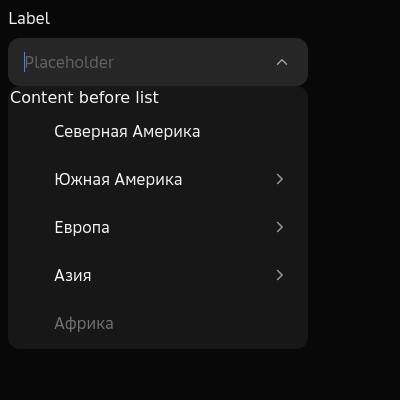 Label
Placeholder
Content before list
Северная Америка
Южная Америка
Европа
Азия
Африка